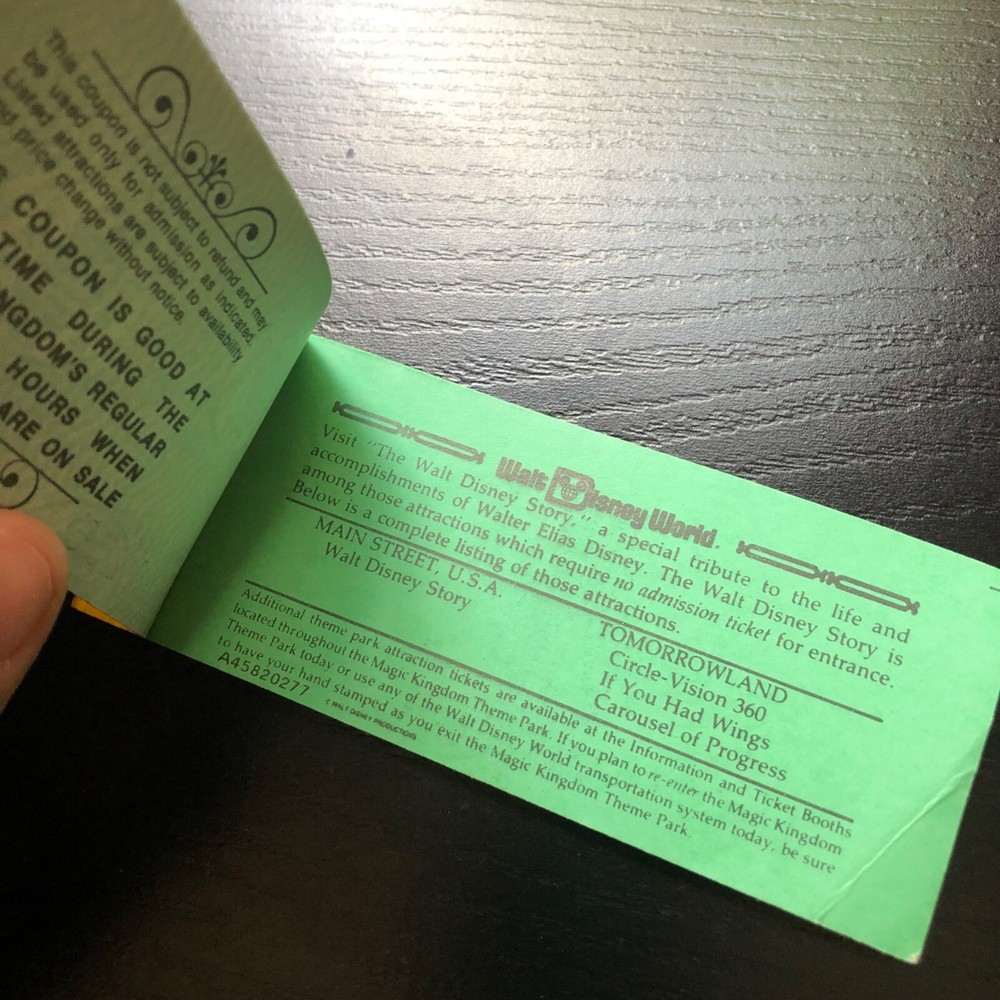 This coupon is not subject to refund and may
be used only for admission as indicated.
Listed attractions are subject to availability
price change without notice.
COUPON IS GOOD AT
TIME DURING THE
REGULAR
HOURS WHEN
ARE ON SALE
Walt Disney World.
Visit "The Walt Disney Story," a special tribute to the life and
accomplishments of Walter Elias Disney. The Walt Disney Story is
among those attractions which require no admission ticket for entrance.
Below is a complete listing of those attractions.
MAIN STREET, U.S.A.
Walt Disney Story
TOMORROWLAND
Circle-Vision 360
If You Had Wings
Carousel of Progress
Additional theme park attraction tickets are available at the Information and Ticket Booths
located throughout the Magic Kingdom Theme Park. If you plan to re-enter the Magic Kingdom
Theme Park today or use any of the Walt Disney World transportation system today, be sure
to have your hand stamped as you exit the Magic Kingdom Theme Park.
A45820277
© WALT DISNEY PRODUCTIONS